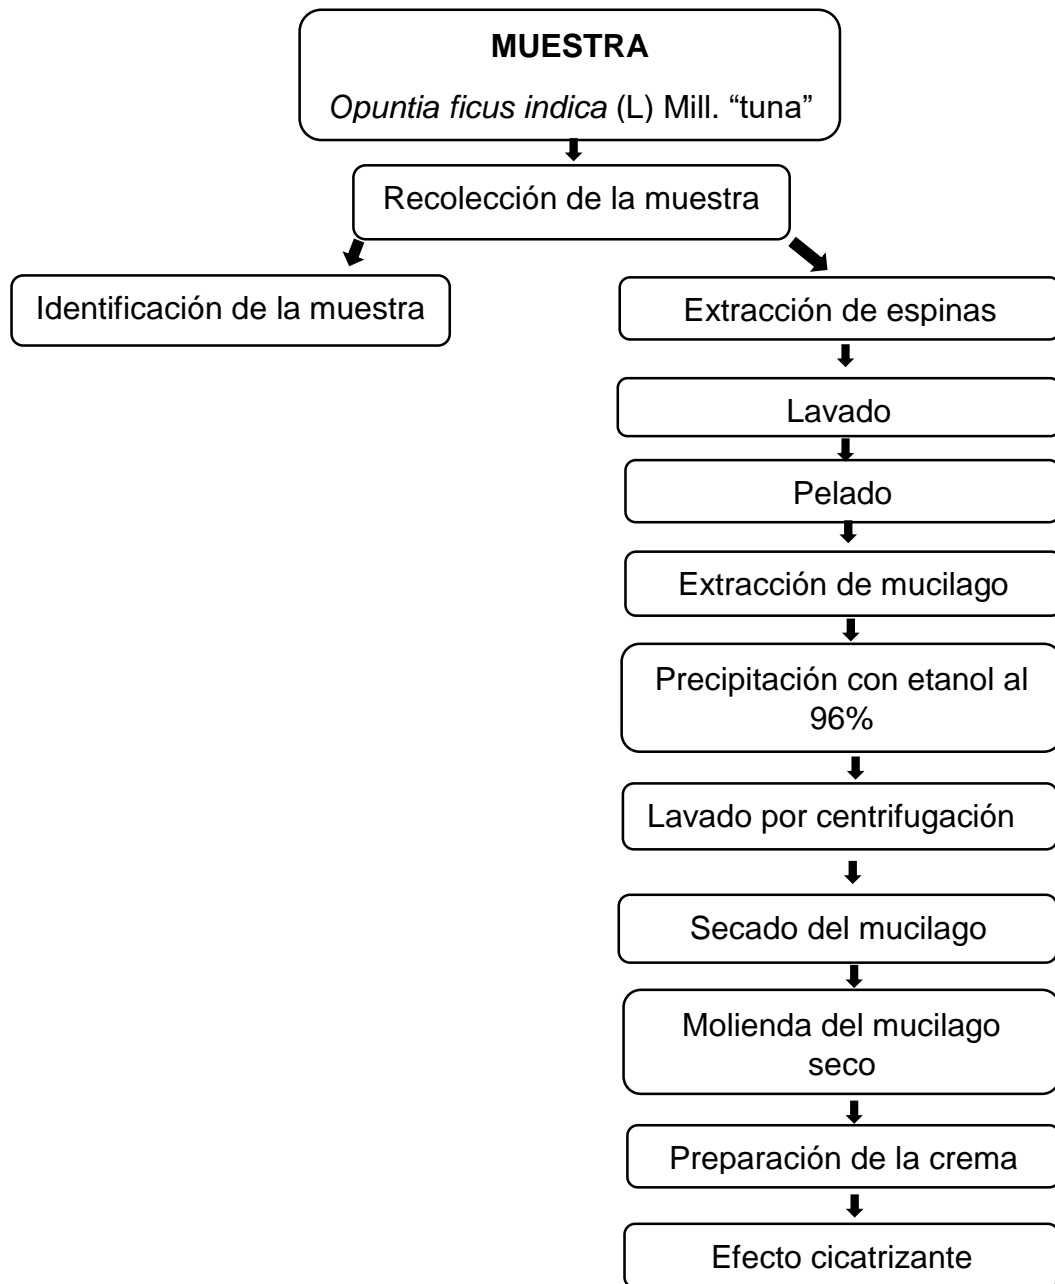 MUESTRA
Opuntia ficus indica (L) Mill. “tuna”
Recolección de la muestra
Identificación de la muestra
Extracción de espinas
Lavado
Pelado
Extracción de mucilago
Precipitación con etanol al
96%
Lavado por centrifugación
Secado del mucilago
Molienda del mucilago
seco
Preparación de la crema
Efecto cicatrizante